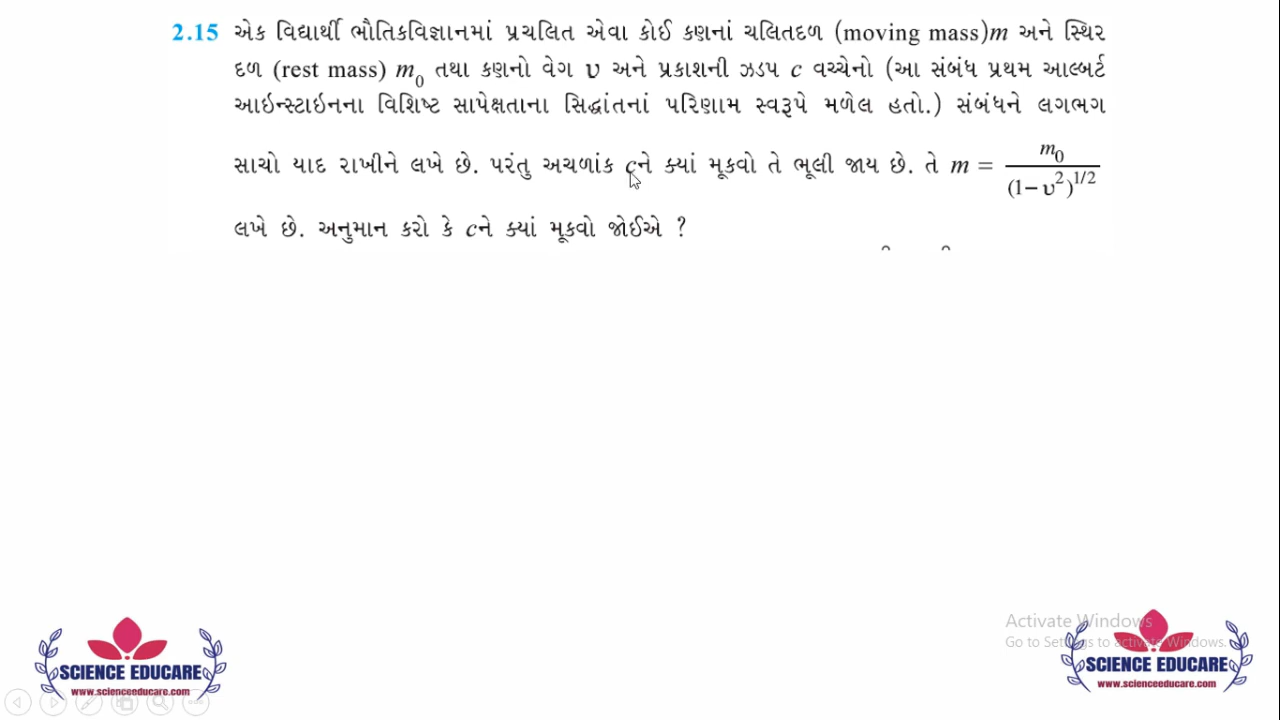 2.15 એક વિદ્યાર્થી ભૌતિકવિજ્ઞાનમાં પ્રચલિત એવા કોઈ કણનાં ચલિતદળ (moving mass)m અને સ્થિર
દળ (rest mass) m₀ તથા કણનો વેગ υ અને પ્રકાશની ઝડપ c વચ્ચેનો (આ સંબંધ પ્રથમ આલ્બર્ટ
આઇન્સ્ટાઇનના વિશિષ્ટ સાપેક્ષતાના સિદ્ધાંતનાં પરિણામ સ્વરૂપે મળેલ હતો.) સંબંધને લગભગ
સાચો યાદ રાખીને લખે છે. પરંતુ અચળાંક cને ક્યાં મૂકવો તે ભૂલી જાય છે. તે m = m₀ / (1– υ²)^1/2
લખે છે. અનુમાન કરો કે cને ક્યાં મૂકવો જોઈએ ?
Activate Windows
Go to Settings to activate Windows.
SCIENCE EDUCARE
www.scienceeducare.com
SCIENCE EDUCARE
www.scienceeducare.com